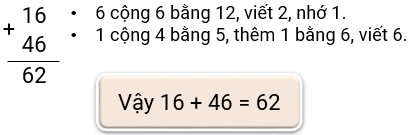 16
+
46
62
• 6 cộng 6 bằng 12, viết 2, nhớ 1.
• 1 cộng 4 bằng 5, thêm 1 bằng 6, viết 6.
Vậy 16 + 46 = 62